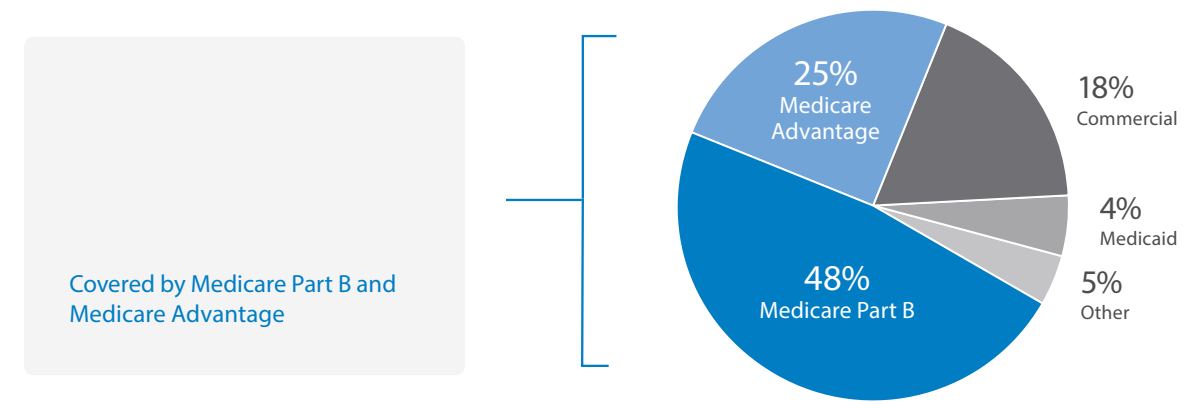 Covered by Medicare Part B and
Medicare Advantage
25%
Medicare
Advantage
18%
Commercial
4%
Medicaid
5%
Other
48%
Medicare Part B